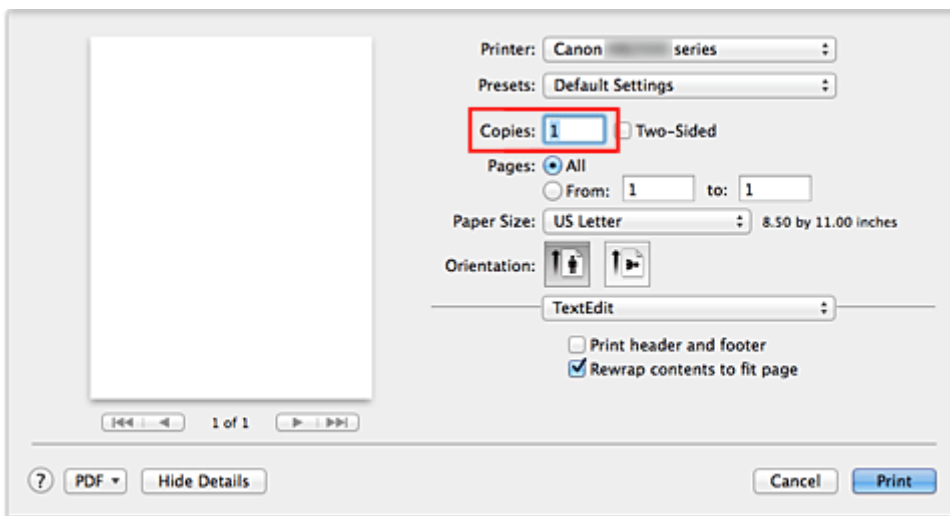 Printer: Canon series
Presets: Default Settings
Copies: 1 Two-Sided
Pages: All
From: 1 to: 1
Paper Size: US Letter 8.50 by 11.00 inches
Orientation:
TextEdit
Print header and footer
Rewrap contents to fit page
1 of 1
? PDF Hide Details Cancel Print